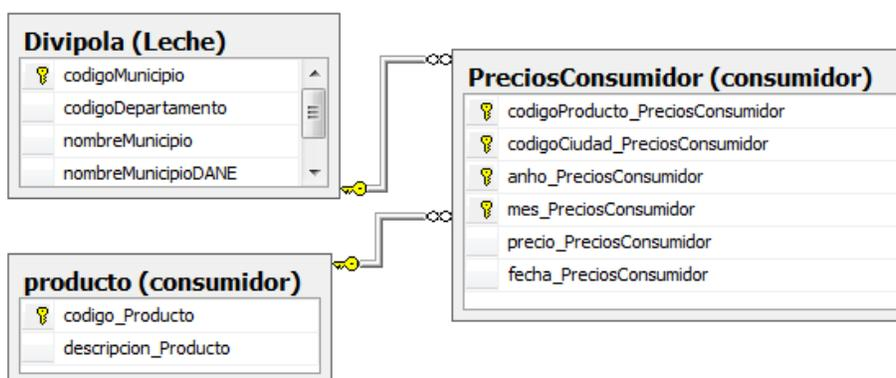 Divipola (Leche)
codigoMunicipio
codigoDepartamento
nombreMunicipio
nombreMunicipioDANE
PreciosConsumidor (consumidor)
codigoProducto_PreciosConsumidor
codigoCiudad_PreciosConsumidor
anho_PreciosConsumidor
mes_PreciosConsumidor
precio_PreciosConsumidor
fecha_PreciosConsumidor
producto (consumidor)
codigo_Producto
descripcion_Producto